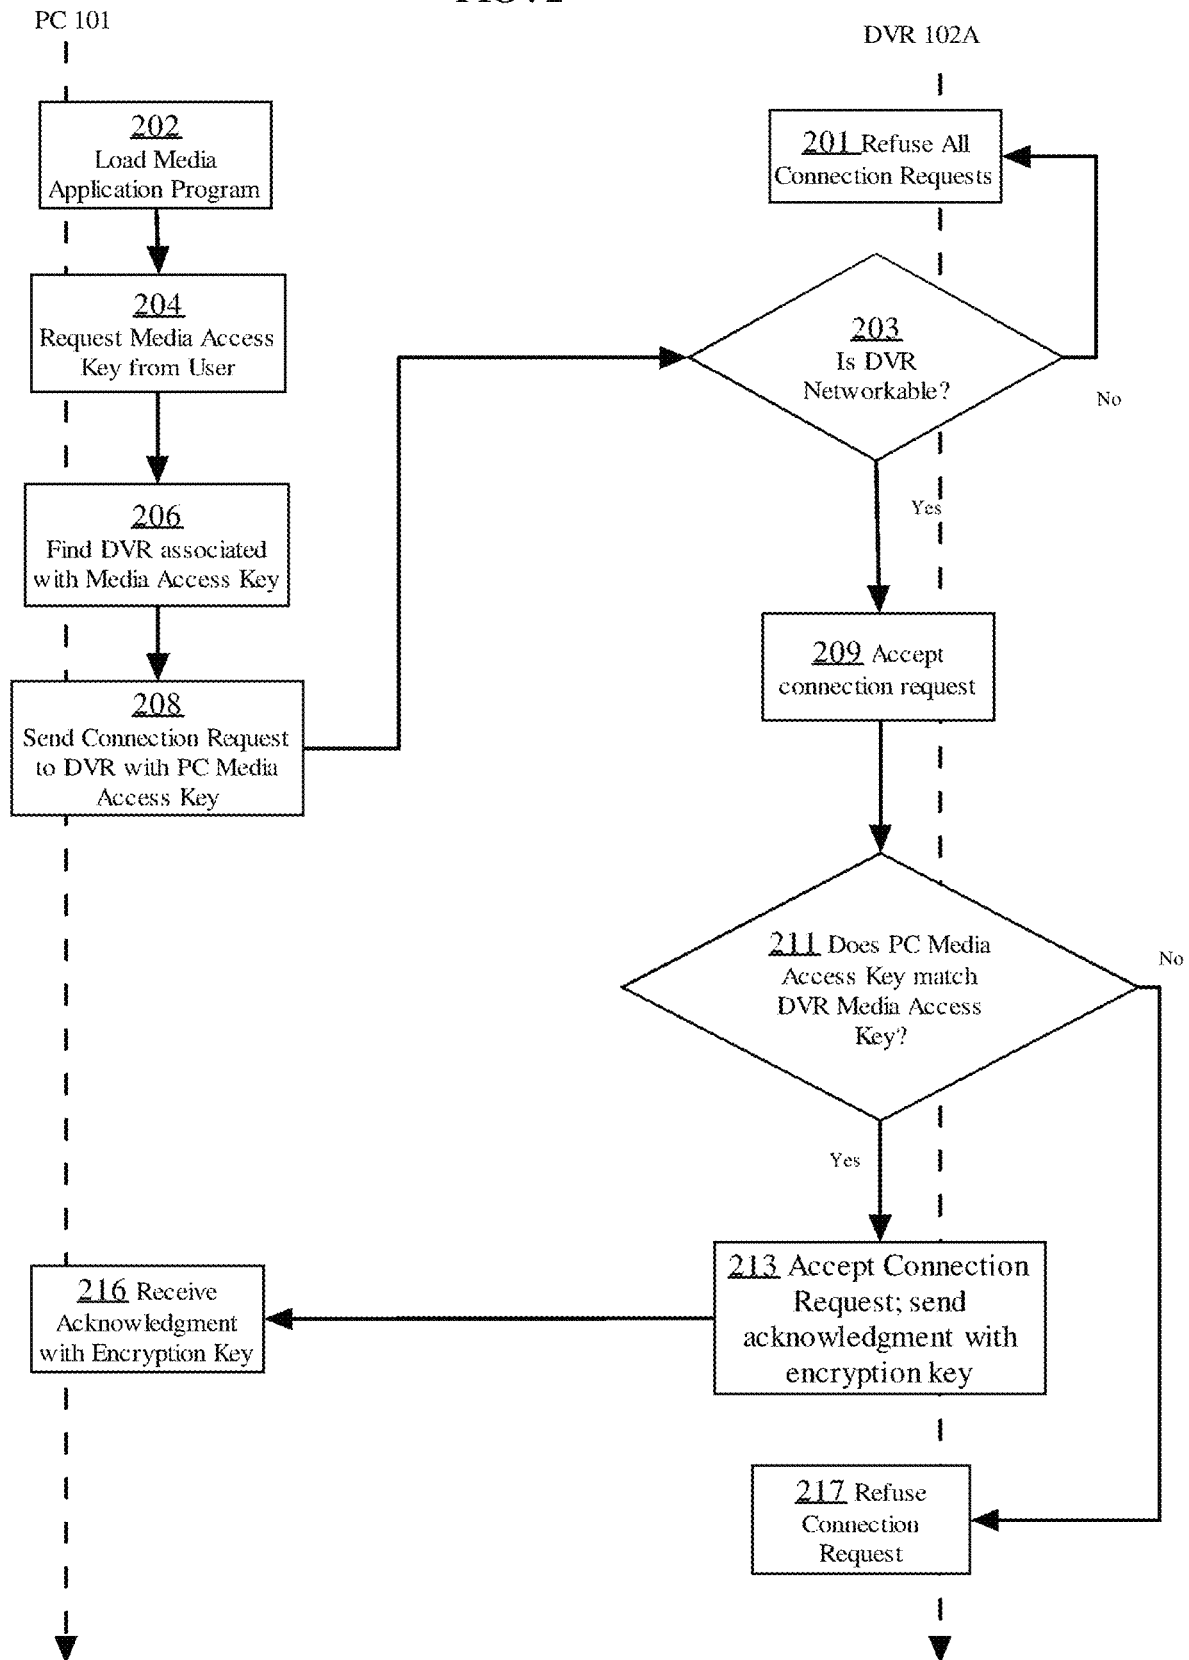 PC 101
DVR 102A
202
Load Media
Application Program
201 Refuse All
Connection Requests
204
Request Media Access
Key from User
203
Is DVR
Networkable?
No
Yes
206
Find DVR associated
with Media Access Key
209 Accept
connection request
208
Send Connection Request
to DVR with PC Media
Access Key
211 Does PC Media
Access Key match
DVR Media Access
Key?
No
Yes
213 Accept Connection
Request; send
acknowledgment with
encryption key
216 Receive
Acknowledgment
with Encryption Key
217 Refuse
Connection
Request